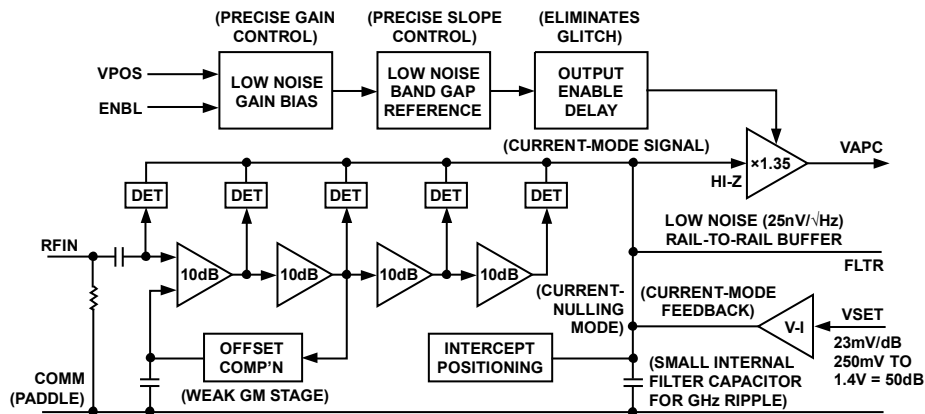 (PRECISE GAIN
CONTROL)
(PRECISE SLOPE
CONTROL)
(ELIMINATES
GLITCH)
VPOS
ENBL
LOW NOISE
GAIN BIAS
LOW NOISE
BAND GAP
REFERENCE
OUTPUT
ENABLE
DELAY
(CURRENT-MODE SIGNAL)
HI-Z
×1.35
VAPC
DET
DET
DET
DET
DET
LOW NOISE (25nV/√Hz)
RAIL-TO-RAIL BUFFER
FLTR
RFIN
10dB
10dB
10dB
10dB
(CURRENT-
NULLING
MODE)
(CURRENT-MODE
FEEDBACK)
V-I
VSET
23mV/dB
250mV TO
1.4V = 50dB
OFFSET
COMP'N
(WEAK GM STAGE)
INTERCEPT
POSITIONING
(SMALL INTERNAL
FILTER CAPACITOR
FOR GHz RIPPLE)
COMM
(PADDLE)